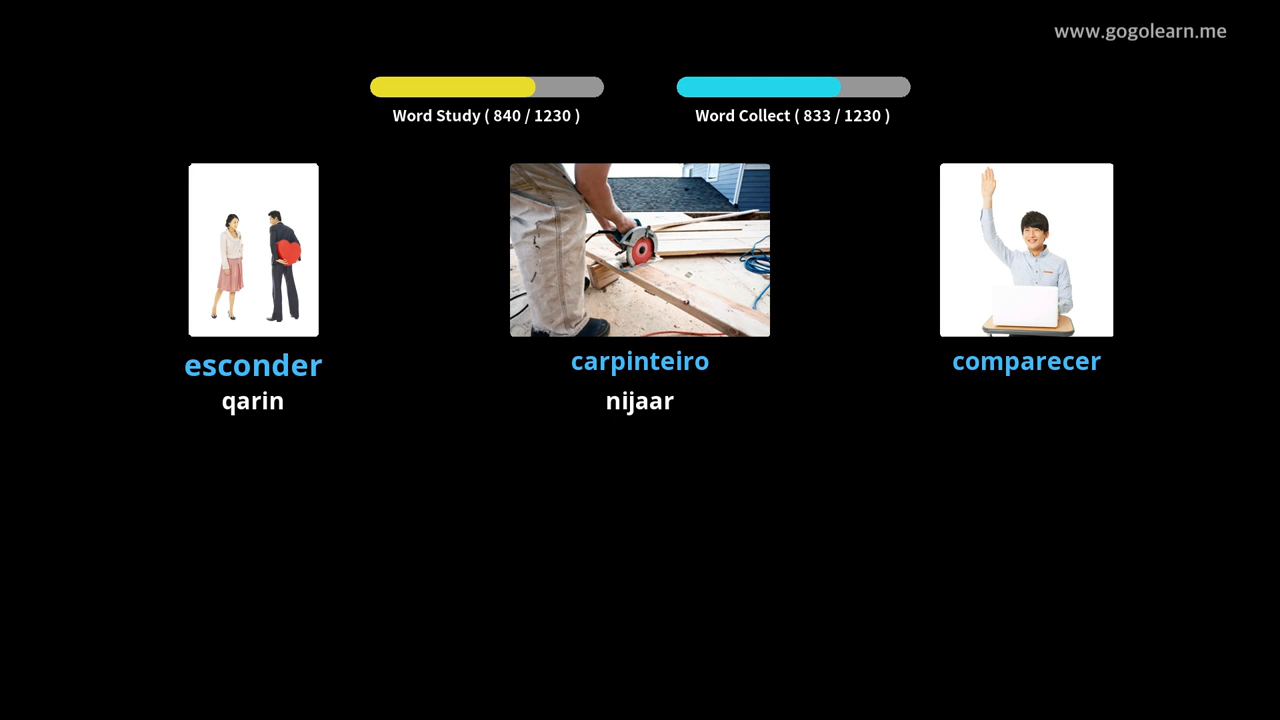 www.gogolearn.me
Word Study ( 840 / 1230 )
Word Collect ( 833 / 1230 )
esconder
carpinteiro
comparecer
qarin
nijaar